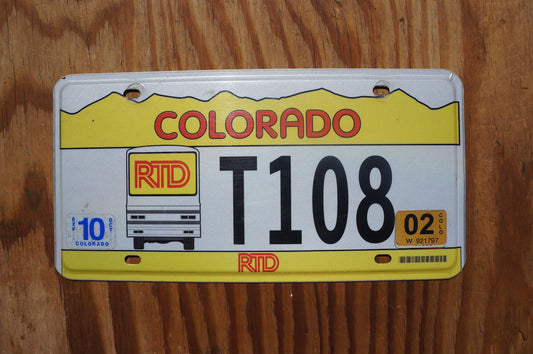 COLORADO
RTD
T108
10
COLORADO
02
COLO
W 921797
RTD